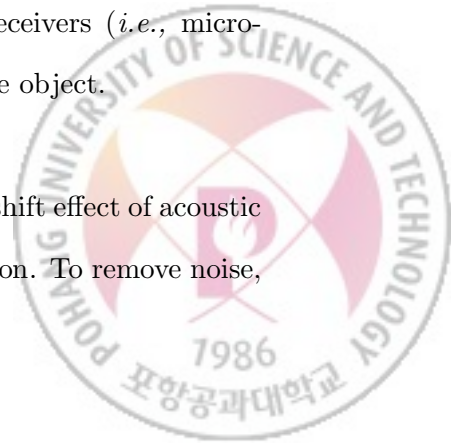 eceivers (i.e., micro-
e object.
hift effect of acoustic
on. To remove noise,
POHANG UNIVERSITY OF SCIENCE AND TECHNOLOGY
1986
포항공과대학교